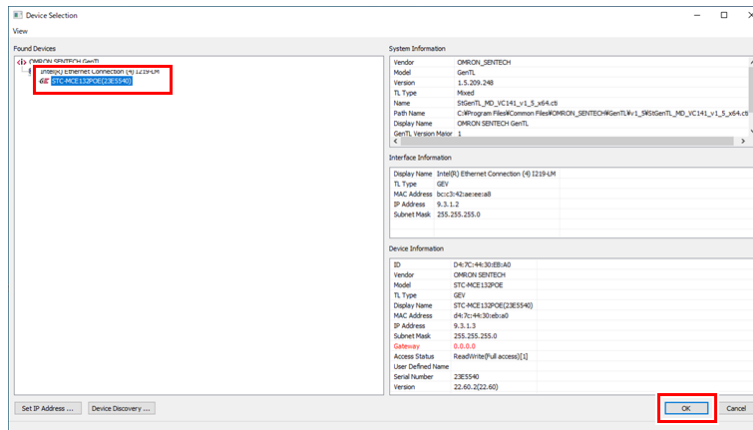 Device Selection
View
Found Devices
OMRON_SENTECH GenTL
Intel(R) Ethernet Connection (4) I219-LM
GEV STC-MCE132POE(23E5540)
Set IP Address ...
Device Discovery ...
System Information
Vendor OMRON_SENTECH
Model GenTL
Version 1.5.209.248
TL Type Mixed
Name StGenTL_MD_VC141_v1_5_x64.cti
Path Name C:¥Program Files¥Common Files¥OMRON_SENTECH¥GenTL¥v1_5¥StGenTL_MD_VC141_v1_5_x64.cti
Display Name OMRON SENTECH GenTL
GenTL Version Major 1
Interface Information
Display Name Intel(R) Ethernet Connection (4) I219-LM
TL Type GEV
MAC Address bc:c3:42:ae:ee:a8
IP Address 9.3.1.2
Subnet Mask 255.255.255.0
Device Information
ID D4:7C:44:30:EB:A0
Vendor OMRON SENTECH
Model STC-MCE132POE
TL Type GEV
Display Name STC-MCE132POE(23E5540)
MAC Address d4:7c:44:30:eb:a0
IP Address 9.3.1.3
Subnet Mask 255.255.255.0
Gateway 0.0.0.0
Access Status ReadWrite(Full access)[1]
User Defined Name
Serial Number 23E5540
Version 22.60.2(22.60)
OK
Cancel